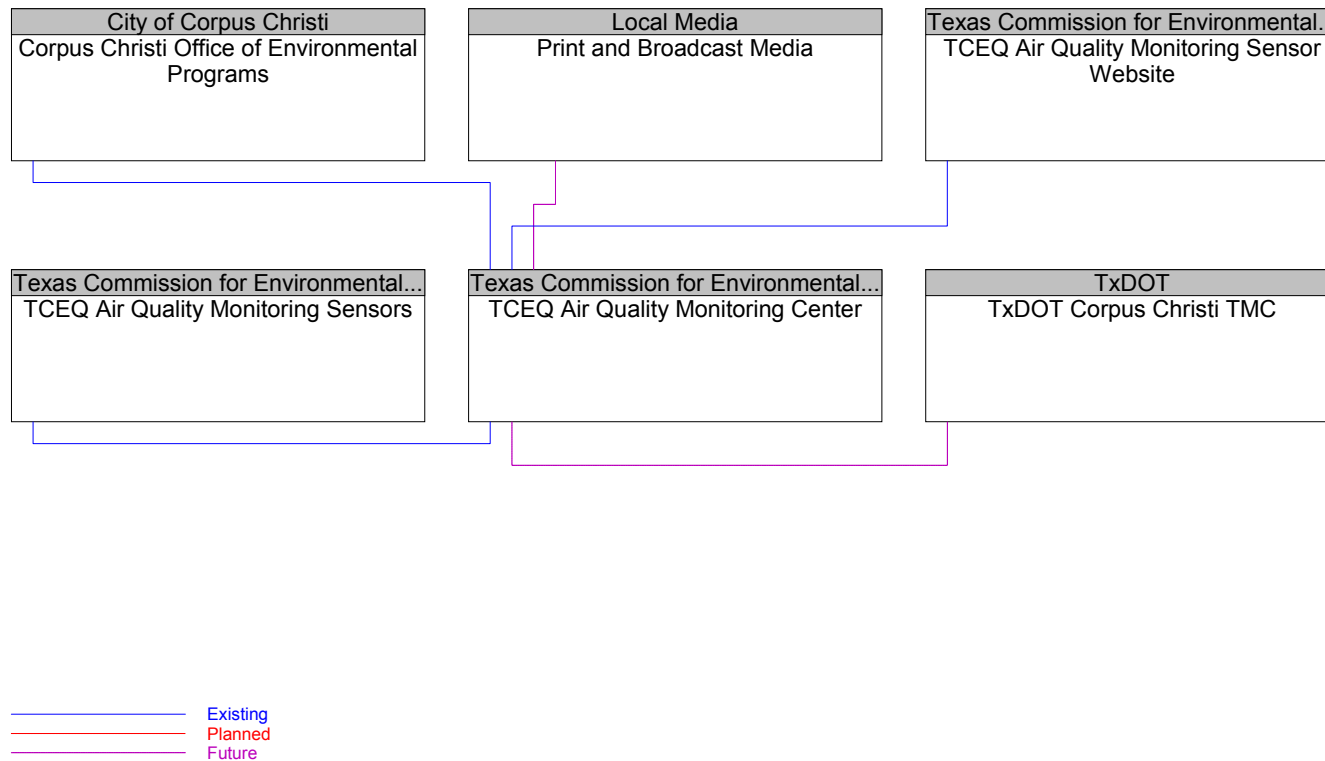 City of Corpus Christi
Corpus Christi Office of Environmental
Programs
Local Media
Print and Broadcast Media
Texas Commission for Environmental..
TCEQ Air Quality Monitoring Sensor
Website
Texas Commission for Environmental...
TCEQ Air Quality Monitoring Sensors
Texas Commission for Environmental...
TCEQ Air Quality Monitoring Center
TxDOT
TxDOT Corpus Christi TMC
Existing
Planned
Future